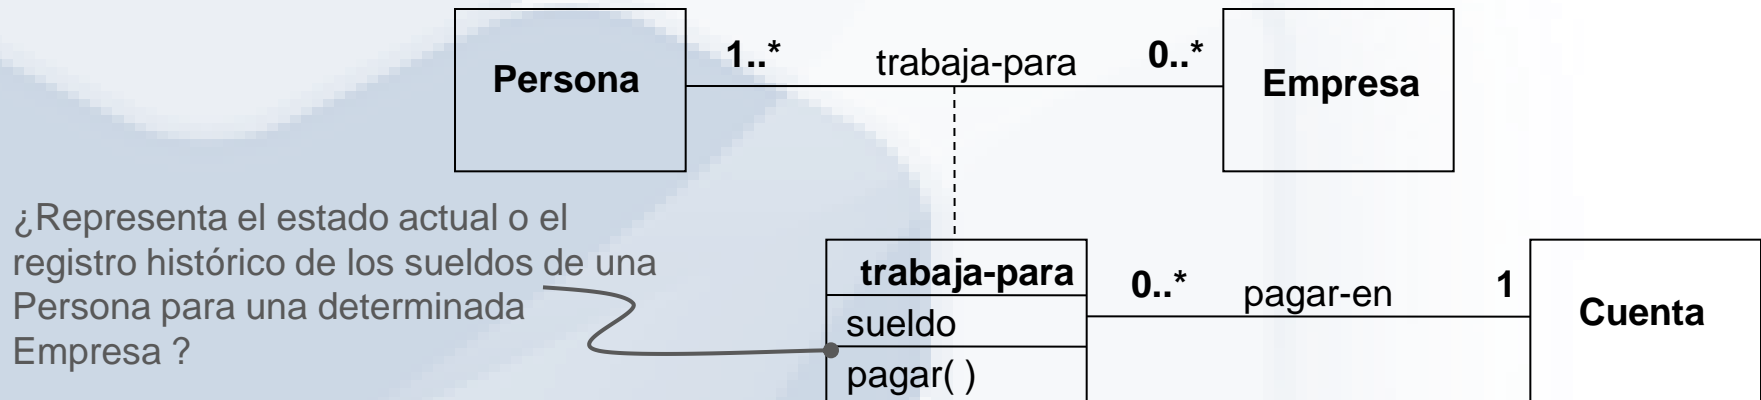 Persona
1..*
trabaja-para
0..*
Empresa
¿Representa el estado actual o el
registro histórico de los sueldos de una
Persona para una determinada
Empresa ?
trabaja-para
sueldo
pagar( )
0..*
pagar-en
1
Cuenta